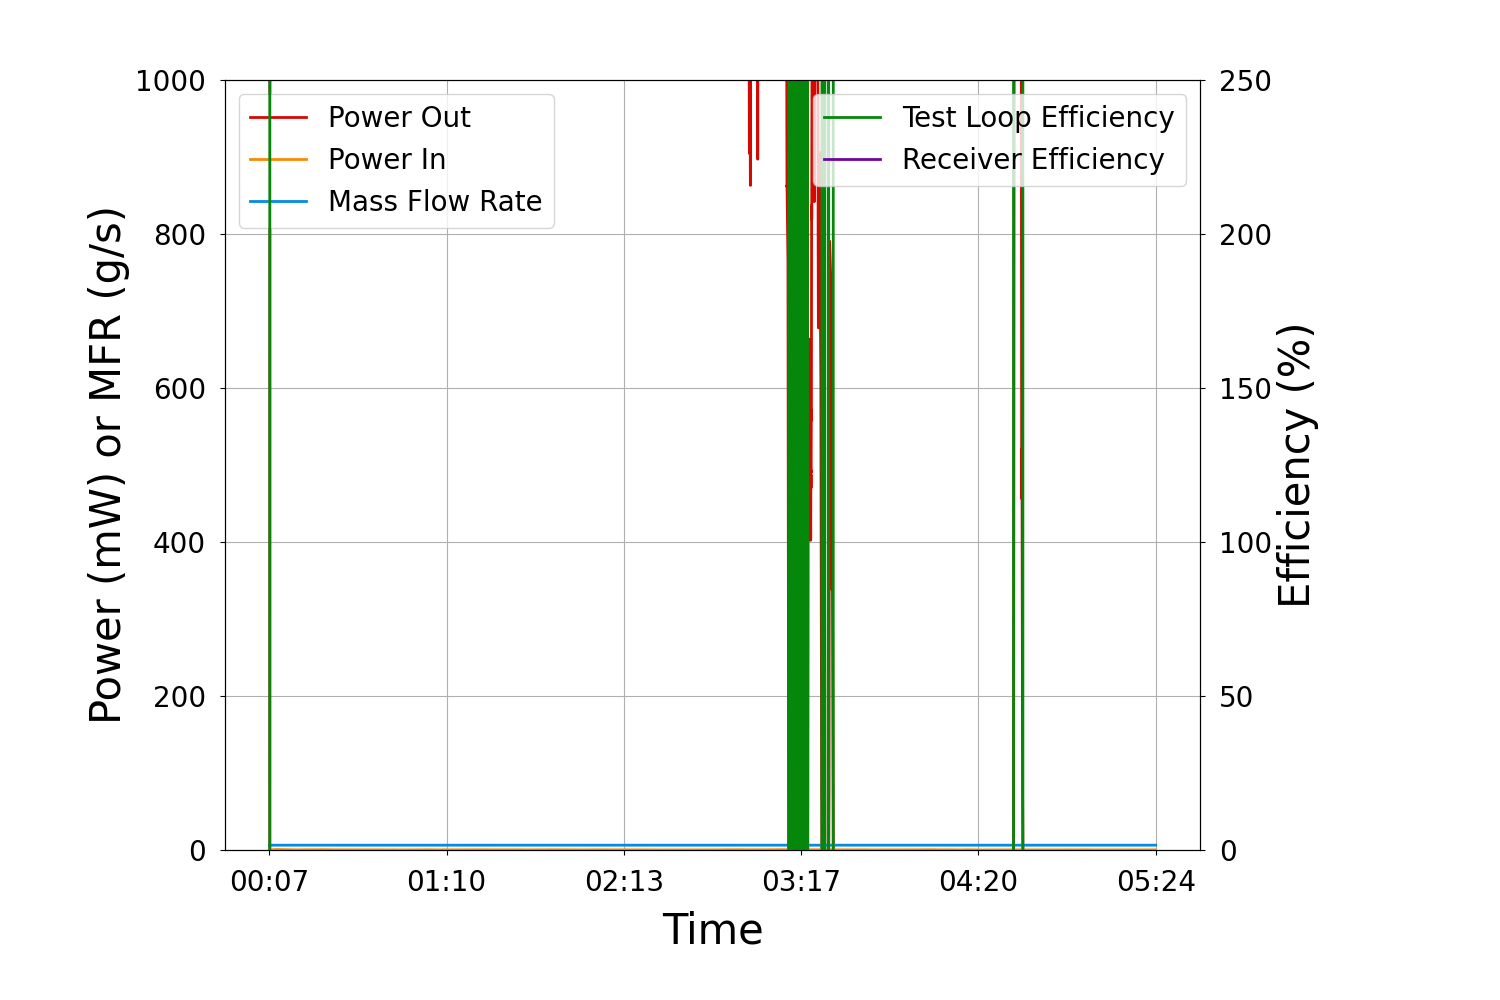 1000
800
600
400
200
0
Power (mW) or MFR (g/s)
Power Out
Power In
Mass Flow Rate
Test Loop Efficiency
Receiver Efficiency
250
200
150
100
50
0
Efficiency (%)
00:07 01:10 02:13 03:17 04:20 05:24
Time